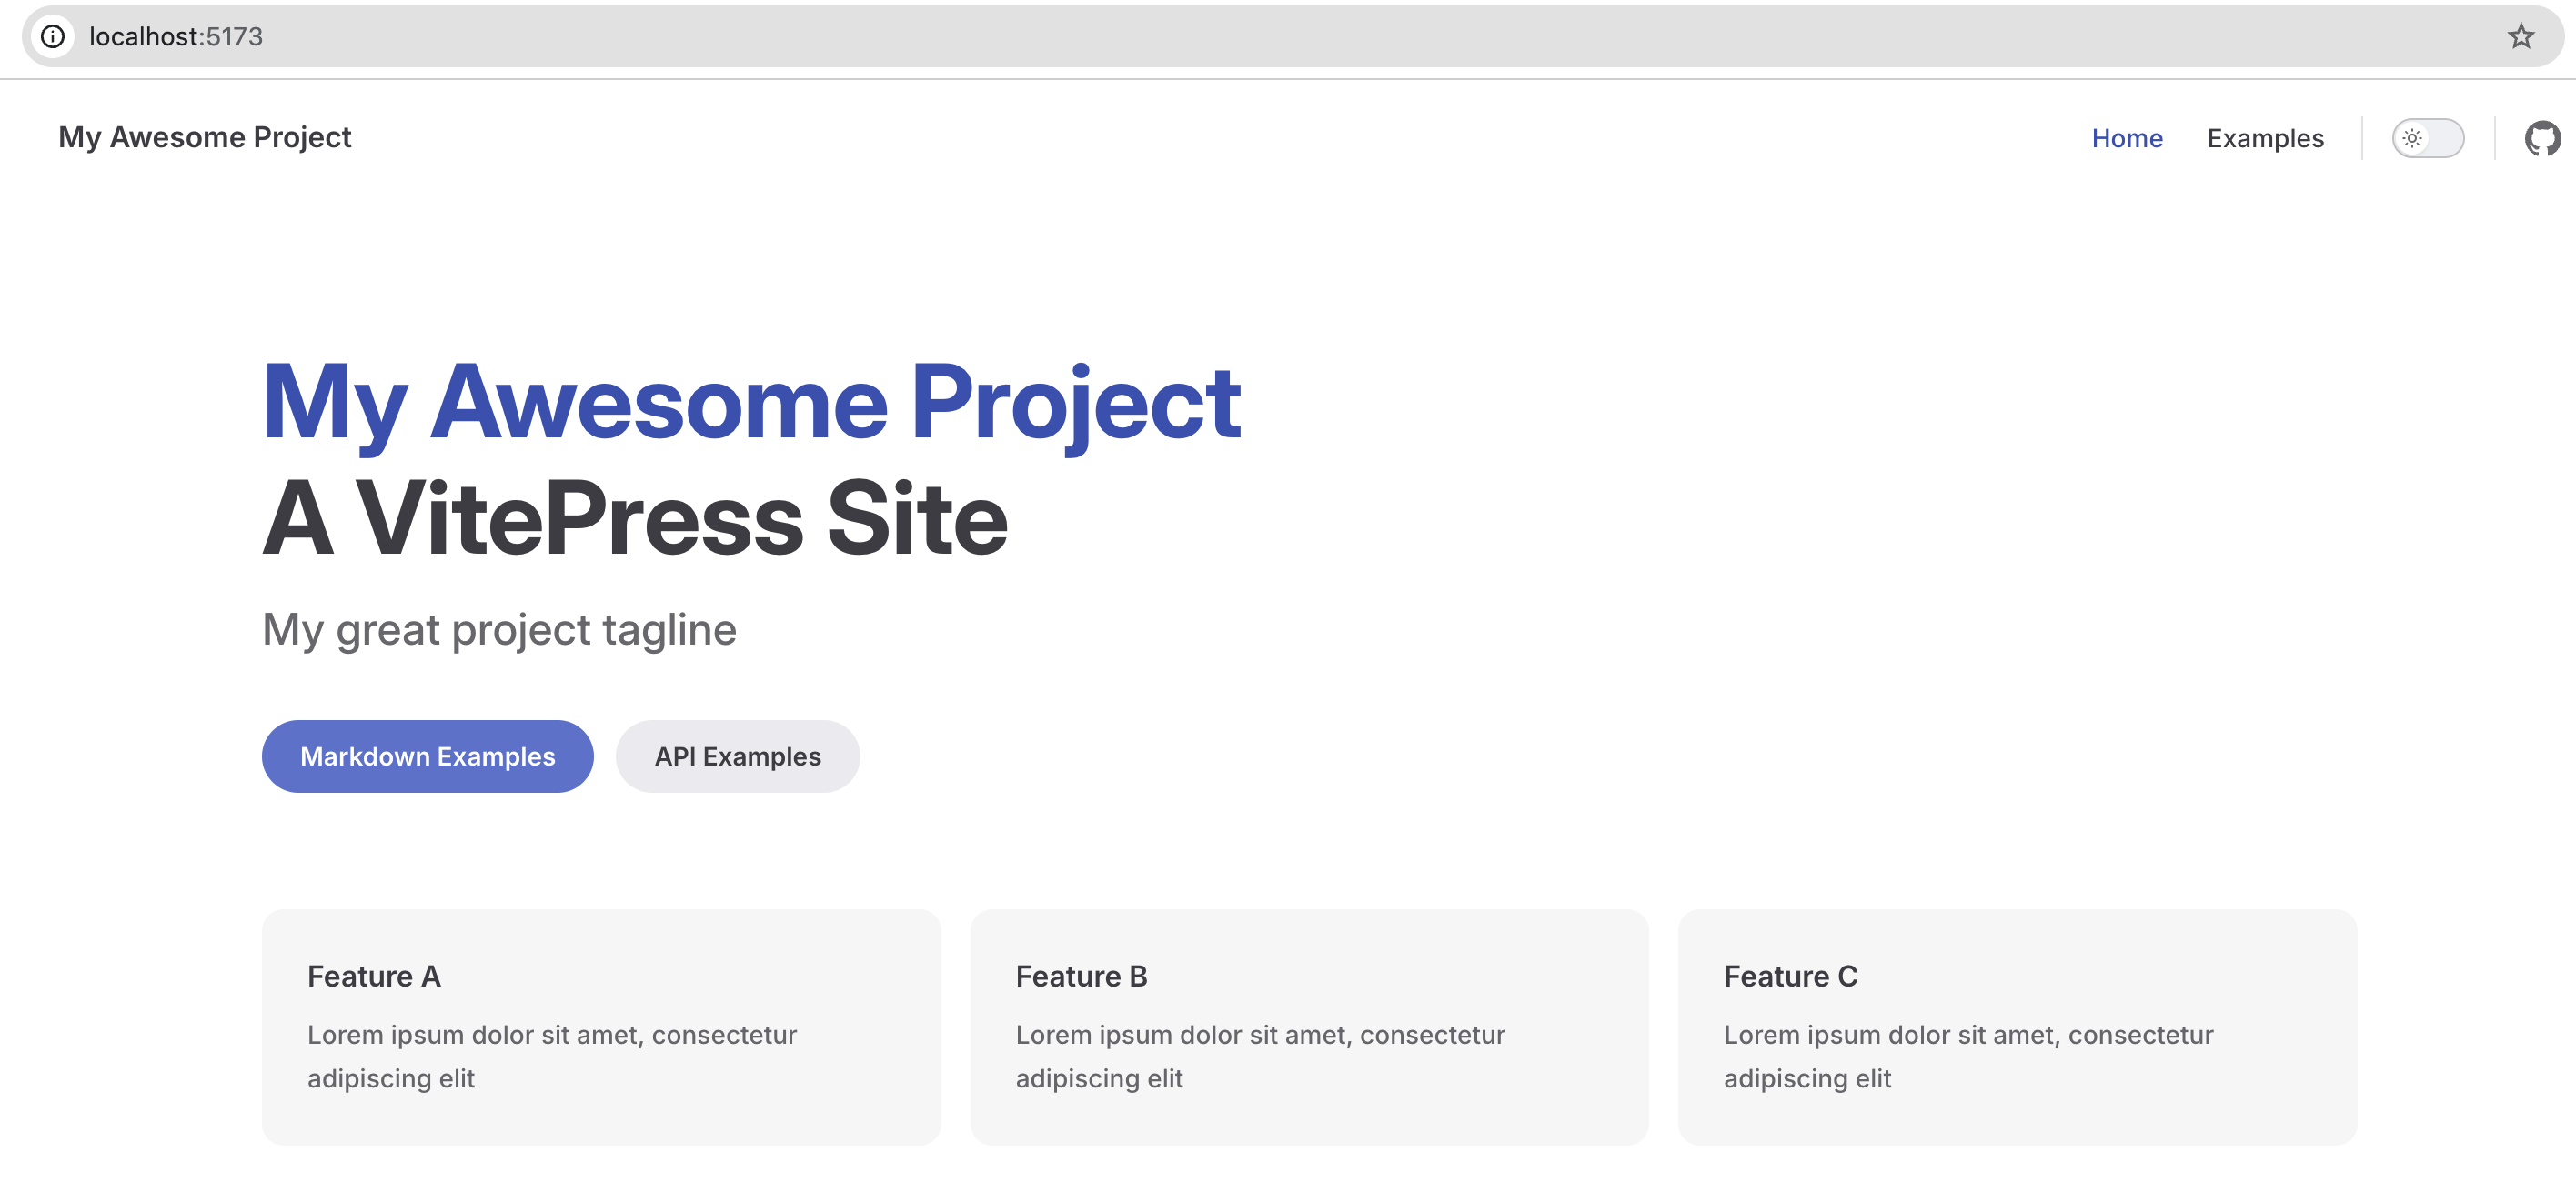 localhost:5173
My Awesome Project
Home Examples
My Awesome Project
A VitePress Site
My great project tagline
Markdown Examples
API Examples
Feature A
Lorem ipsum dolor sit amet, consectetur
adipiscing elit
Feature B
Lorem ipsum dolor sit amet, consectetur
adipiscing elit
Feature C
Lorem ipsum dolor sit amet, consectetur
adipiscing elit